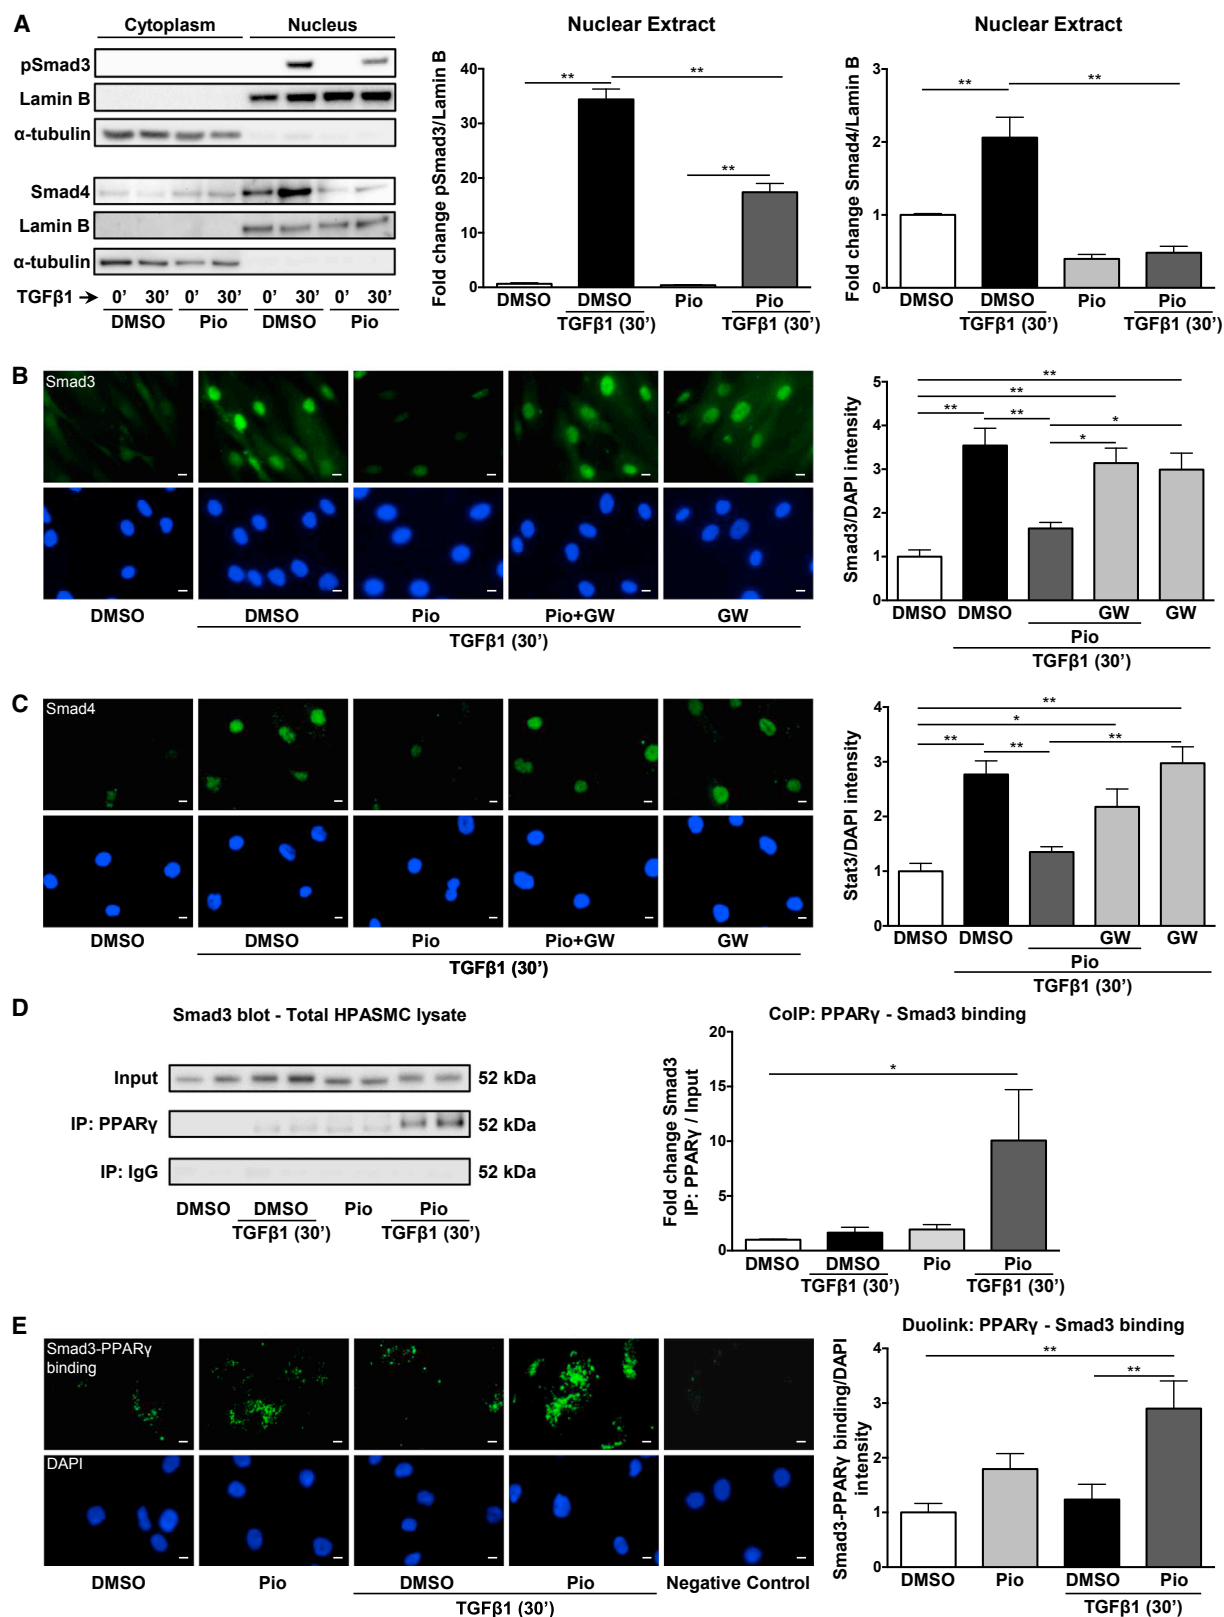 A
Cytoplasm Nucleus
pSmad3
Lamin B
α-tubulin
Smad4
Lamin B
α-tubulin
TGFβ1 → 0’ 30’ 0’ 30’ 0’ 30’ 0’ 30’
DMSO Pio DMSO Pio
Nuclear Extract
Fold change pSmad3/Lamin B
40
30
20
10
0
** **
**
DMSO DMSO Pio Pio
TGFβ1 (30’) TGFβ1 (30’)
Nuclear Extract
Fold change Smad4/Lamin B
3
2
1
0
** **
DMSO DMSO Pio Pio
TGFβ1 (30’) TGFβ1 (30’)
B
Smad3
DMSO DMSO Pio Pio+GW GW
TGFβ1 (30’)
Smad3/DAPI intensity
5
4
3
2
1
0
**
**
** ** *
*
DMSO DMSO GW GW
Pio
TGFβ1 (30’)
C
Smad4
DMSO DMSO Pio Pio+GW GW
TGFβ1 (30’)
Stat3/DAPI intensity
4
3
2
1
0
**
*
** ** **
DMSO DMSO GW GW
Pio
TGFβ1 (30’)
D
Smad3 blot - Total HPASMC lysate
Input 52 kDa
IP: PPARγ 52 kDa
IP: IgG 52 kDa
DMSO DMSO Pio Pio
TGFβ1 (30’) TGFβ1 (30’)
CoIP: PPARγ - Smad3 binding
Fold change Smad3
IP: PPARγ / Input
20
15
10
5
0
*
DMSO DMSO Pio Pio
TGFβ1 (30’) TGFβ1 (30’)
E
Smad3-PPARγ
binding
DAPI
DMSO Pio DMSO Pio Negative Control
TGFβ1 (30’)
Duolink: PPARγ - Smad3 binding
Smad3-PPARγ binding/DAPI
intensity
4
3
2
1
0
**
**
DMSO Pio DMSO Pio
TGFβ1 (30’)